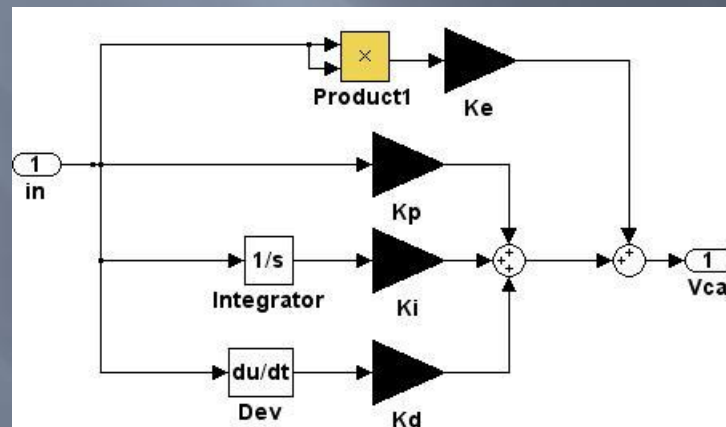 ×
Product1
Ke
1
in
Kp
1/s
Integrator
Ki
+
+
+
+
+
1
Vca
du/dt
Dev
Kd